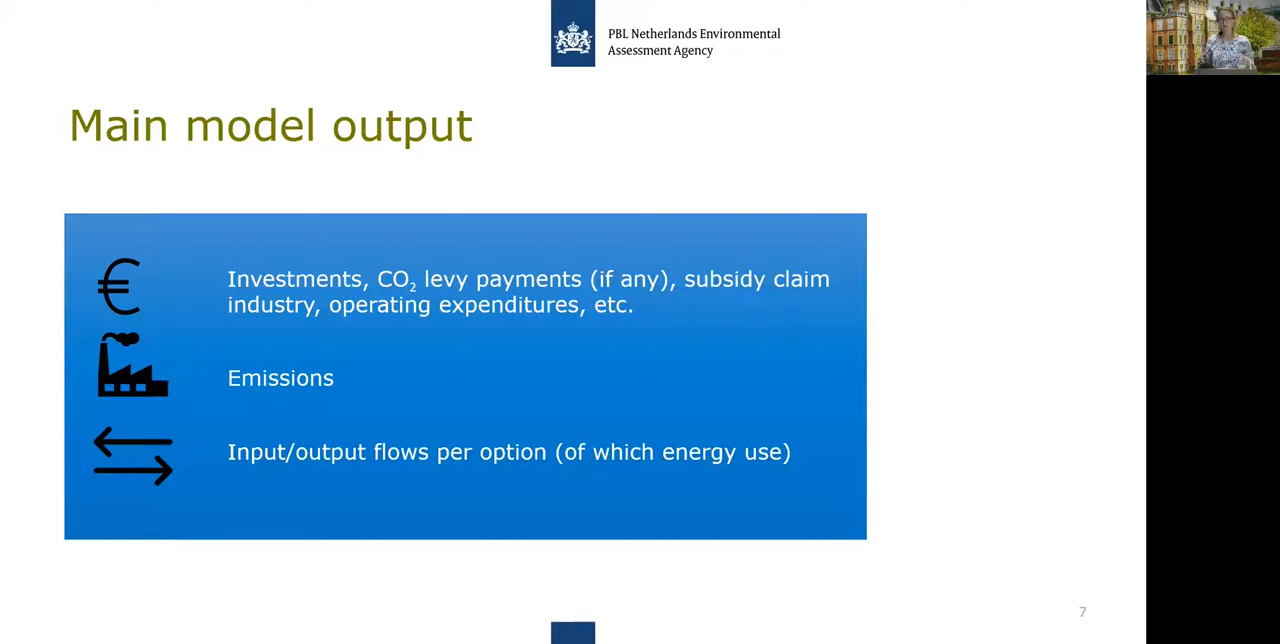 PBL Netherlands Environmental
Assessment Agency
Main model output
€
Investments, CO₂ levy payments (if any), subsidy claim
industry, operating expenditures, etc.
Emissions
Input/output flows per option (of which energy use)
7